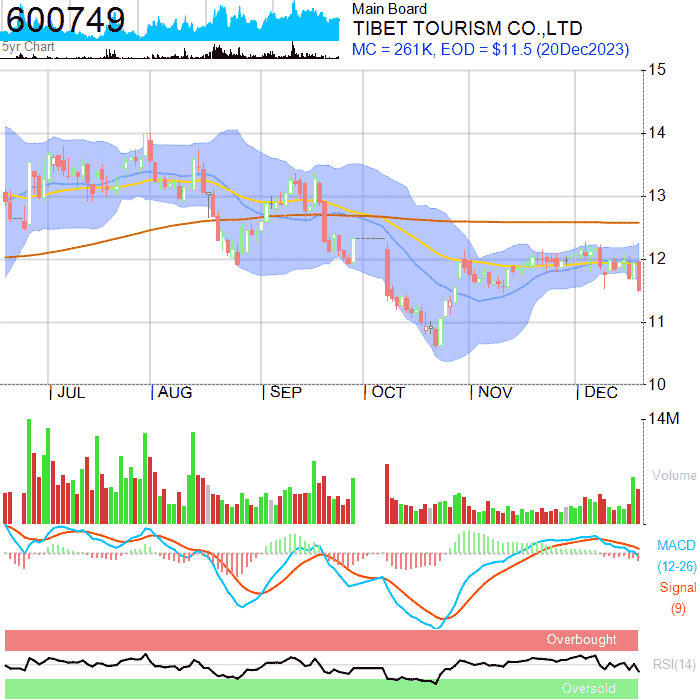 600749
5yr Chart
Main Board
TIBET TOURISM CO.,LTD
MC = 261K, EOD = $11.5 (20Dec2023)
15
14
13
12
11
10
JUL
AUG
SEP
OCT
NOV
DEC
14M
Volume
MACD
(12-26)
Signal
(9)
Overbought
RSI(14)
Oversold